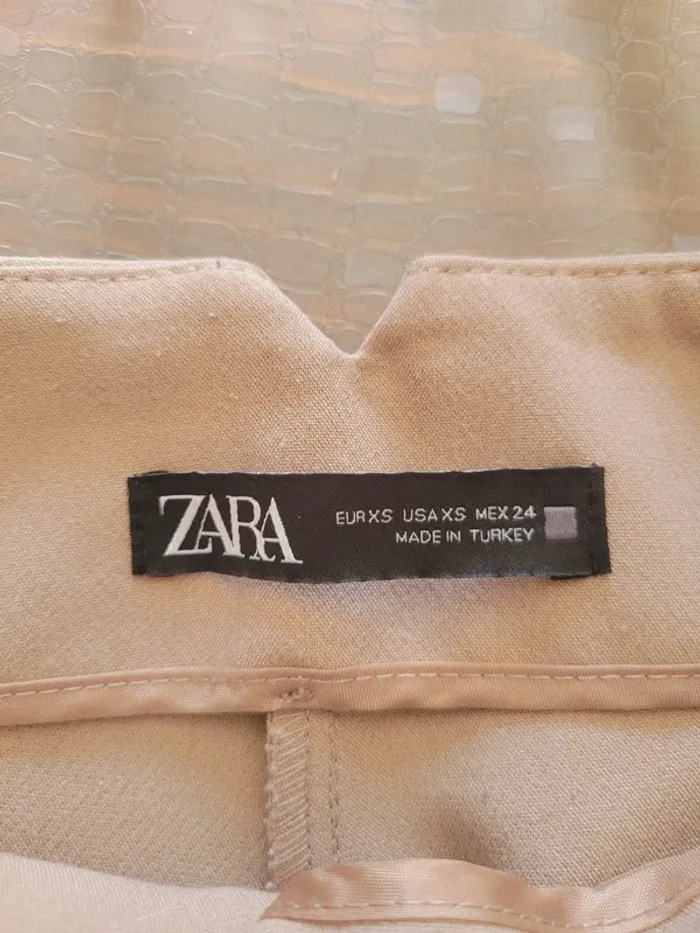 ZARA
EUR XS USA XS MEX 24
MADE IN TURKEY